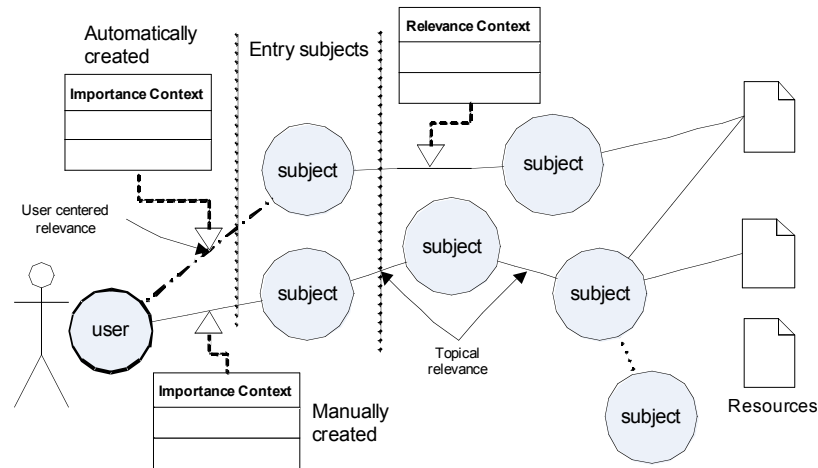 Automatically
created
Importance Context
Entry subjects
Relevance Context
subject
subject
User centered
relevance
subject
subject
subject
user
Topical
relevance
Importance Context
Manually
created
subject
Resources